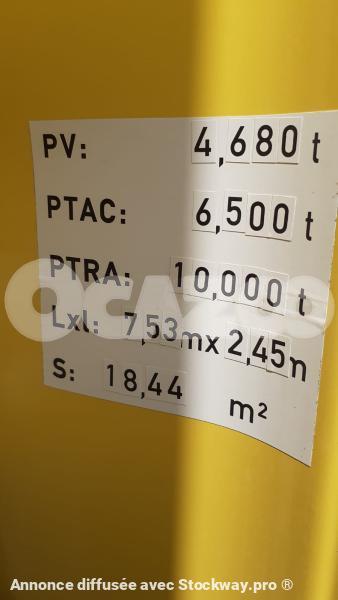 PV: 4,680 t
PTAC: 6,500 t
PTRA: 10,000 t
OCAZOO
Lxl: 7,53mx 2,45m
S: 18,44 m²
Annonce diffusée avec Stockway.pro ®